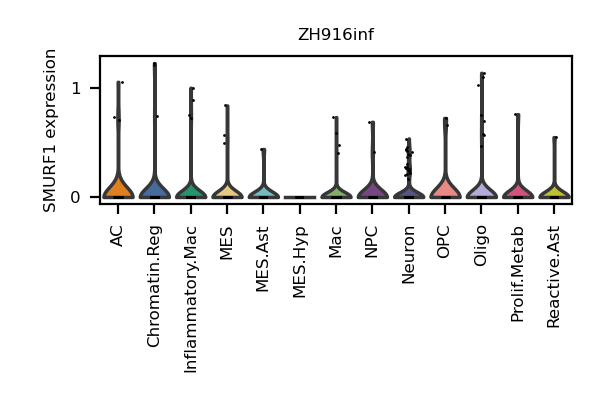 ZH916inf
SMURF1 expression
1
0
AC
Chromatin.Reg
Inflammatory.Mac
MES
MES.Ast
MES.Hyp
Mac
NPC
Neuron
OPC
Oligo
Prolif.Metab
Reactive.Ast